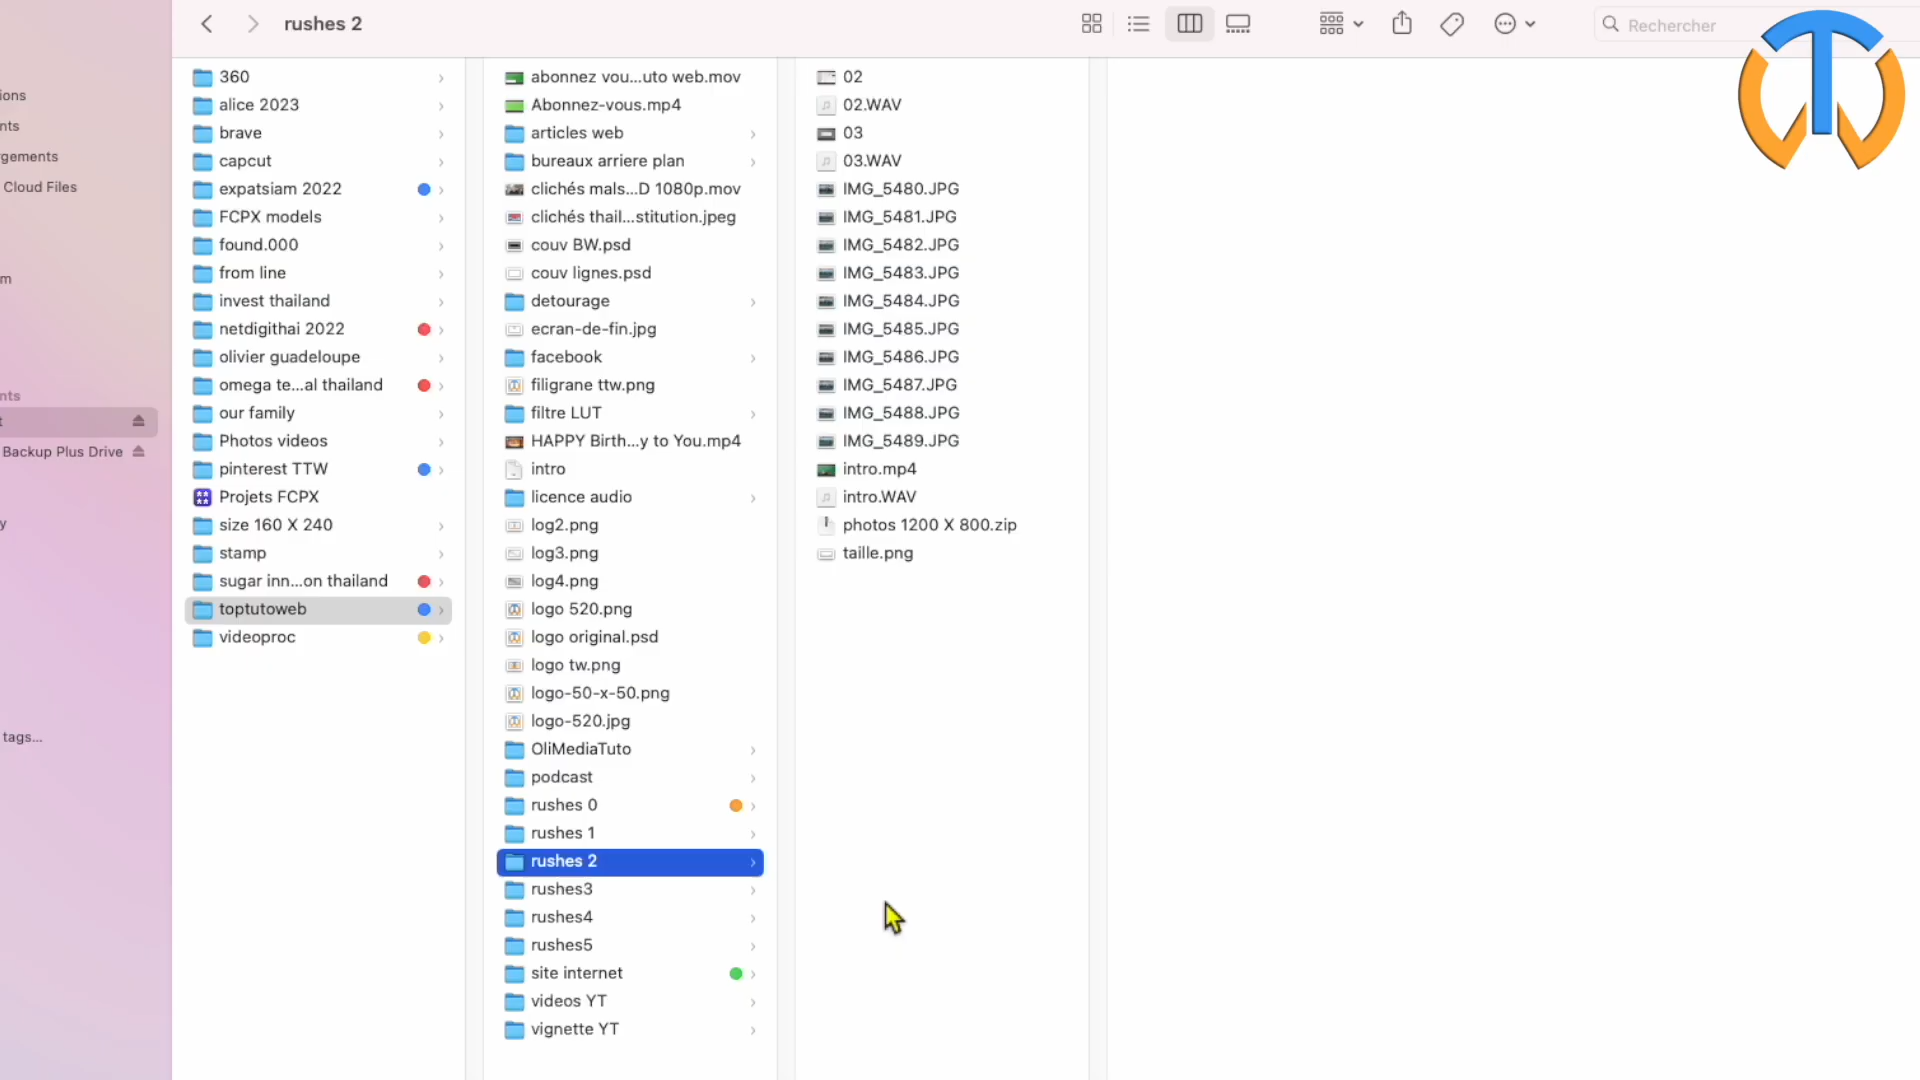 rushes 2
Rechercher
ions
nts
rgements
Cloud Files
m
nts
t
Backup Plus Drive
y
tags...
360
alice 2023
brave
capcut
expatsiam 2022
FCPX models
found.000
from line
invest thailand
netdigithai 2022
olivier guadeloupe
omega te...al thailand
our family
Photos videos
pinterest TTW
Projets FCPX
size 160 X 240
stamp
sugar inn...on thailand
toptutoweb
videoproc
abonnez vou...uto web.mov
Abonnez-vous.mp4
articles web
bureaux arriere plan
clichés mals...D 1080p.mov
clichés thail...stitution.jpeg
couv BW.psd
couv lignes.psd
detourage
ecran-de-fin.jpg
facebook
filigrane ttw.png
filtre LUT
HAPPY Birth...y to You.mp4
intro
licence audio
log2.png
log3.png
log4.png
logo 520.png
logo original.psd
logo tw.png
logo-50-x-50.png
logo-520.jpg
OliMediaTuto
podcast
rushes 0
rushes 1
rushes 2
rushes3
rushes4
rushes5
site internet
videos YT
vignette YT
02
02.WAV
03
03.WAV
IMG_5480.JPG
IMG_5481.JPG
IMG_5482.JPG
IMG_5483.JPG
IMG_5484.JPG
IMG_5485.JPG
IMG_5486.JPG
IMG_5487.JPG
IMG_5488.JPG
IMG_5489.JPG
intro.mp4
intro.WAV
photos 1200 X 800.zip
taille.png